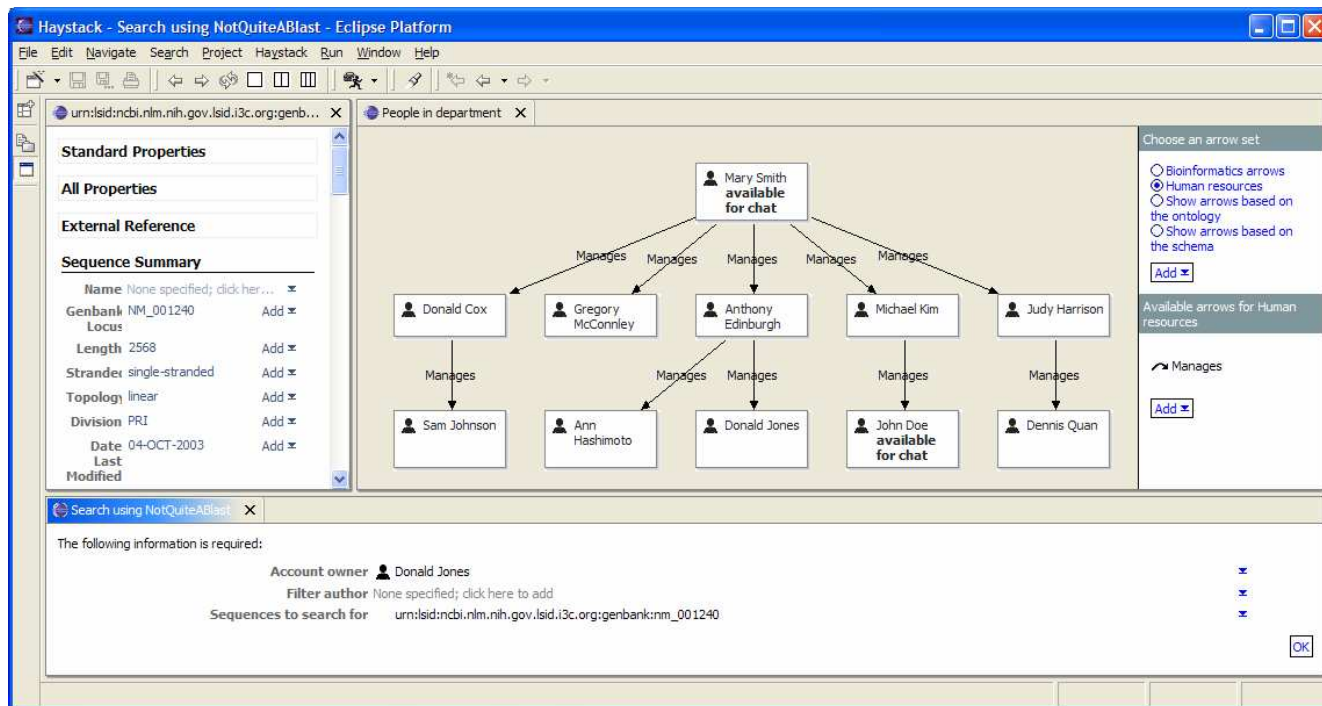 Haystack - Search using NotQuiteABlast - Eclipse Platform
File Edit Navigate Search Project Haystack Run Window Help
urn:lsid:ncbi.nlm.nih.gov.lsid.i3c.org:genb...
Standard Properties
All Properties
External Reference
Sequence Summary
Name None specified; click her...
Genbank Locus NM_001240 Add
Length 2568 Add
Stranded single-stranded Add
Topology linear Add
Division PRI Add
Date Last Modified 04-OCT-2003 Add
People in department
Mary Smith
available
for chat
Manages Manages Manages Manages Manages
Donald Cox
Gregory
McConnley
Anthony
Edinburgh
Michael Kim
Judy Harrison
Manages Manages Manages Manages Manages
Sam Johnson
Ann
Hashimoto
Donald Jones
John Doe
available
for chat
Dennis Quan
Choose an arrow set
Bioinformatics arrows
Human resources
Show arrows based on
the ontology
Show arrows based on
the schema
Add
Available arrows for Human
resources
Manages
Add
Search using NotQuiteABlast
The following information is required:
Account owner Donald Jones
Filter author None specified; click here to add
Sequences to search for urn:lsid:ncbi.nlm.nih.gov.lsid.i3c.org:genbank:nm_001240
OK